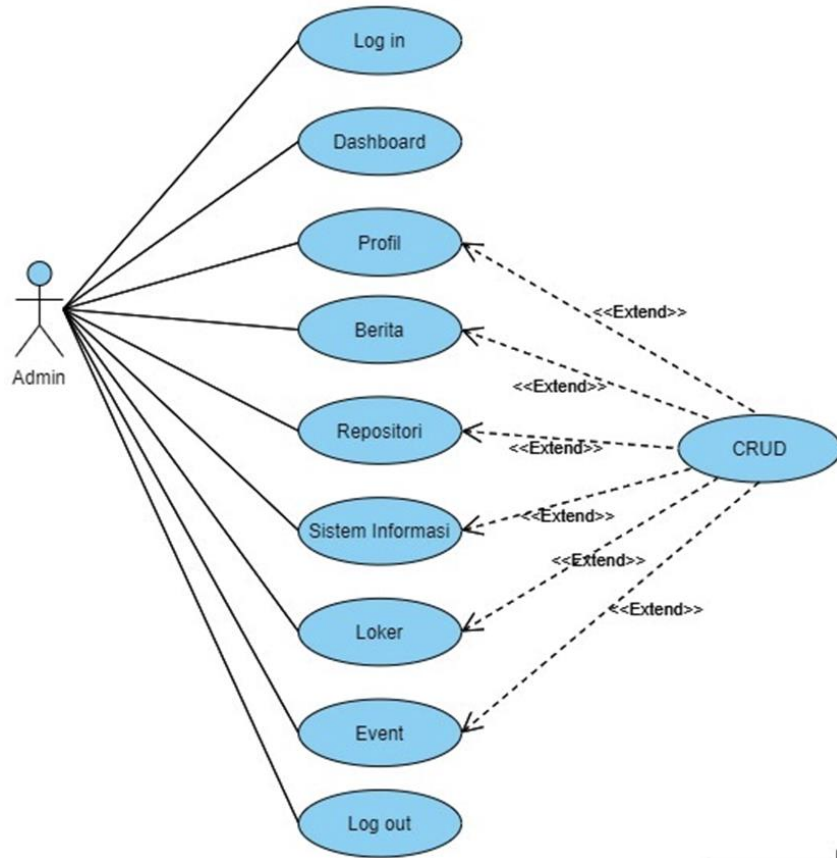 Log in
Dashboard
Profil
<<Extend>>
Berita
<<Extend>>
Admin
Repositori
<<Extend>>
CRUD
Sistem Informasi
<<Extend>>
<<Extend>>
Loker
<<Extend>>
Event
Log out